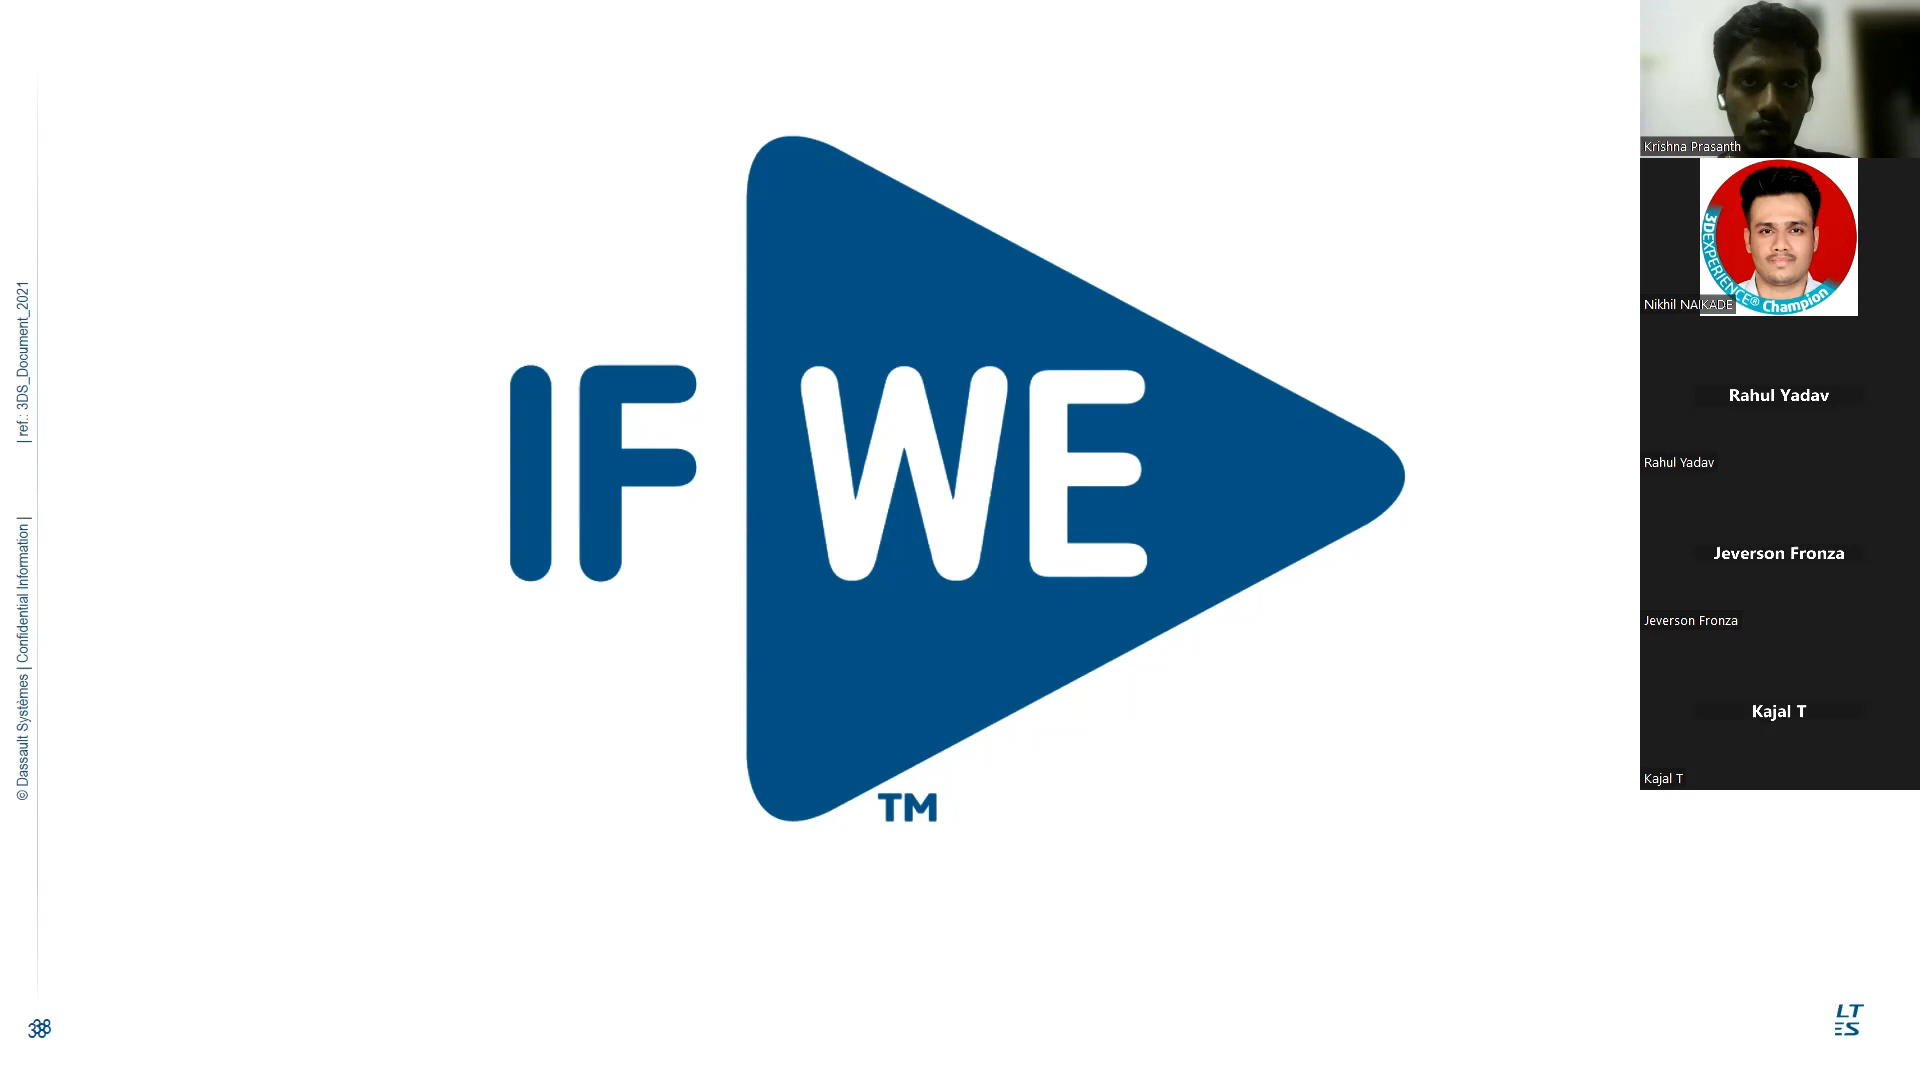 | ref.: 3DS_Document_2021
© Dassault Systèmes | Confidential Information |
IF WE
TM
LT
ES
Krishna Prasanth
3DEXPERIENCE® Champion
Nikhil NAIKADE
Rahul Yadav
Rahul Yadav
Jeverson Fronza
Jeverson Fronza
Kajal T
Kajal T